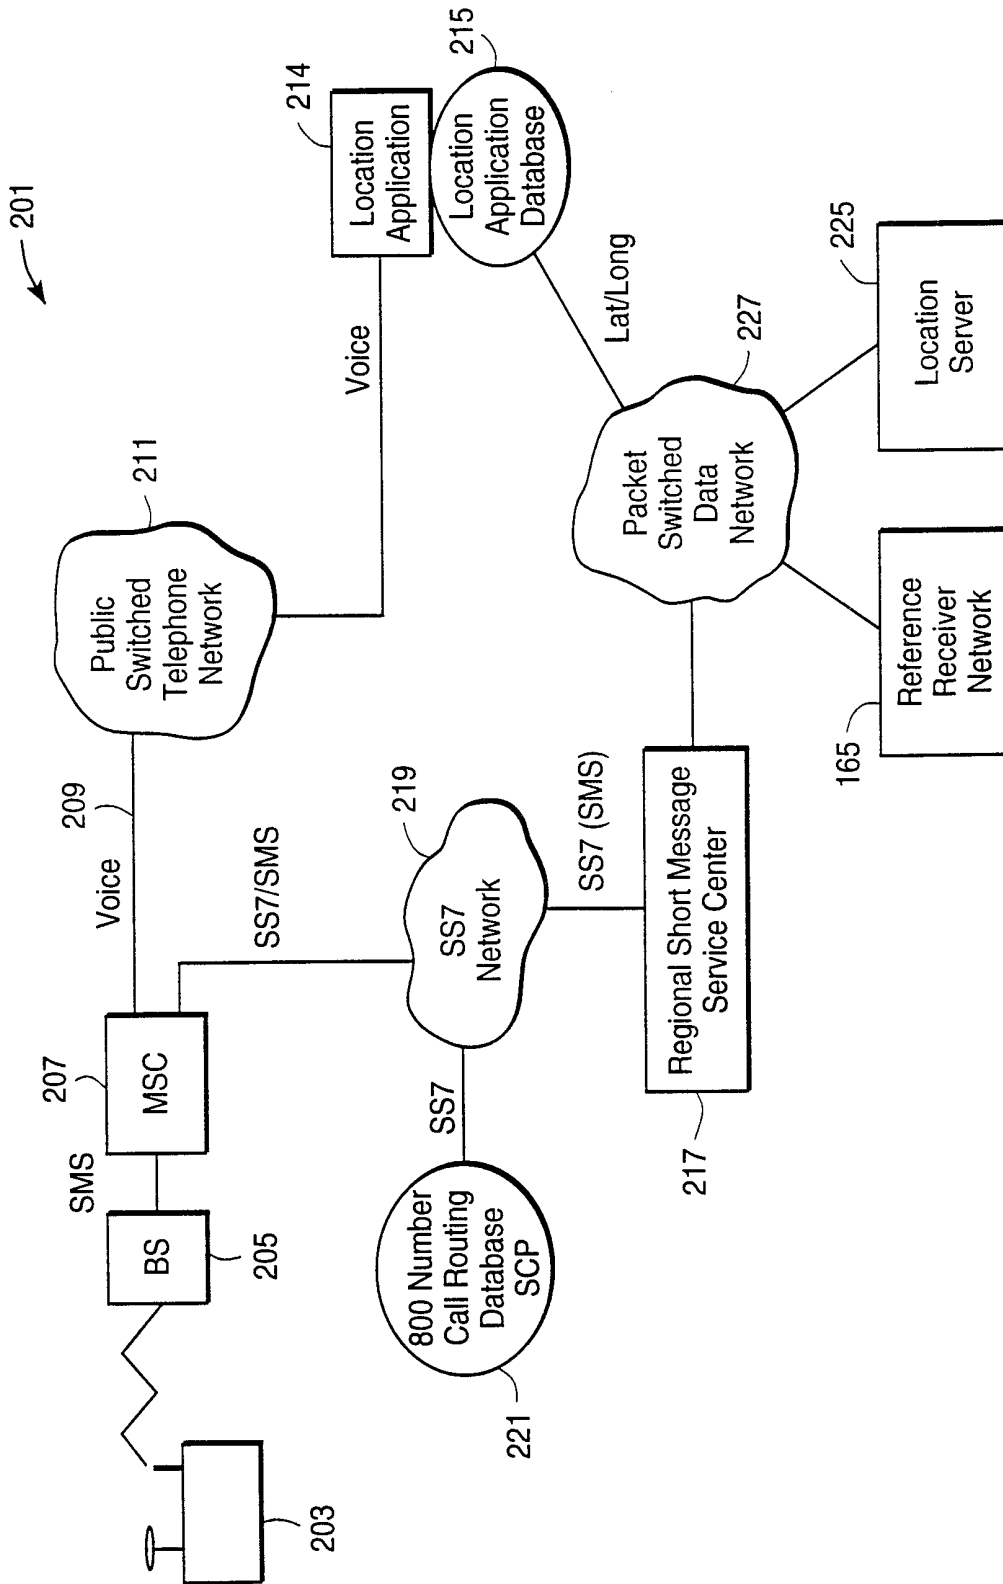 201
203
BS
205
SMS
MSC
207
Voice
209
Public
Switched
Telephone
Network
211
Voice
Location
Application
214
Location
Application
Database
215
SS7/SMS
SS7
Network
219
SS7
800 Number
Call Routing
Database
SCP
221
SS7 (SMS)
Regional Short Message
Service Center
217
Packet
Switched
Data
Network
227
Lat/Long
Reference
Receiver
Network
165
Location
Server
225